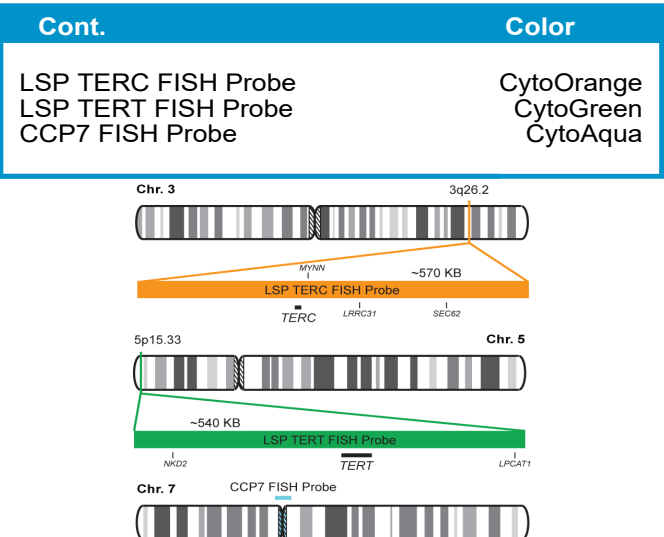 Cont. Color
LSP TERC FISH Probe CytoOrange
LSP TERT FISH Probe CytoGreen
CCP7 FISH Probe CytoAqua
Chr. 3 3q26.2
MYNN ~570 KB
LSP TERC FISH Probe
TERC LRRC31 SEC62
5p15.33 Chr. 5
~540 KB
LSP TERT FISH Probe
NKD2 TERT LPCAT1
Chr. 7 CCP7 FISH Probe